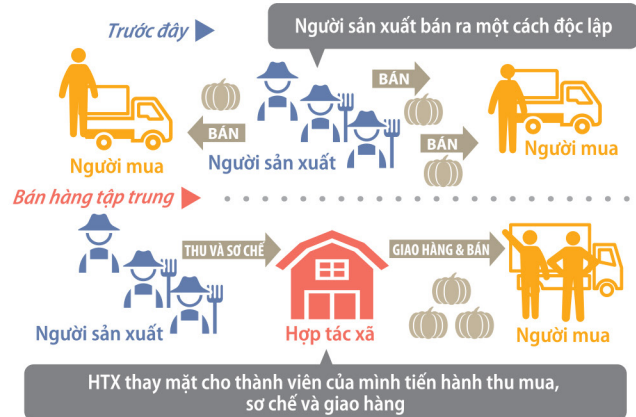 Trước đây
Người sản xuất bán ra một cách độc lập
BÁN
BÁN
BÁN
Người mua
Người sản xuất
Người mua
Bán hàng tập trung
THU VÀ SƠ CHẾ
GIAO HÀNG & BÁN
Người sản xuất
Hợp tác xã
Người mua
HTX thay mặt cho thành viên của mình tiến hành thu mua,
sơ chế và giao hàng